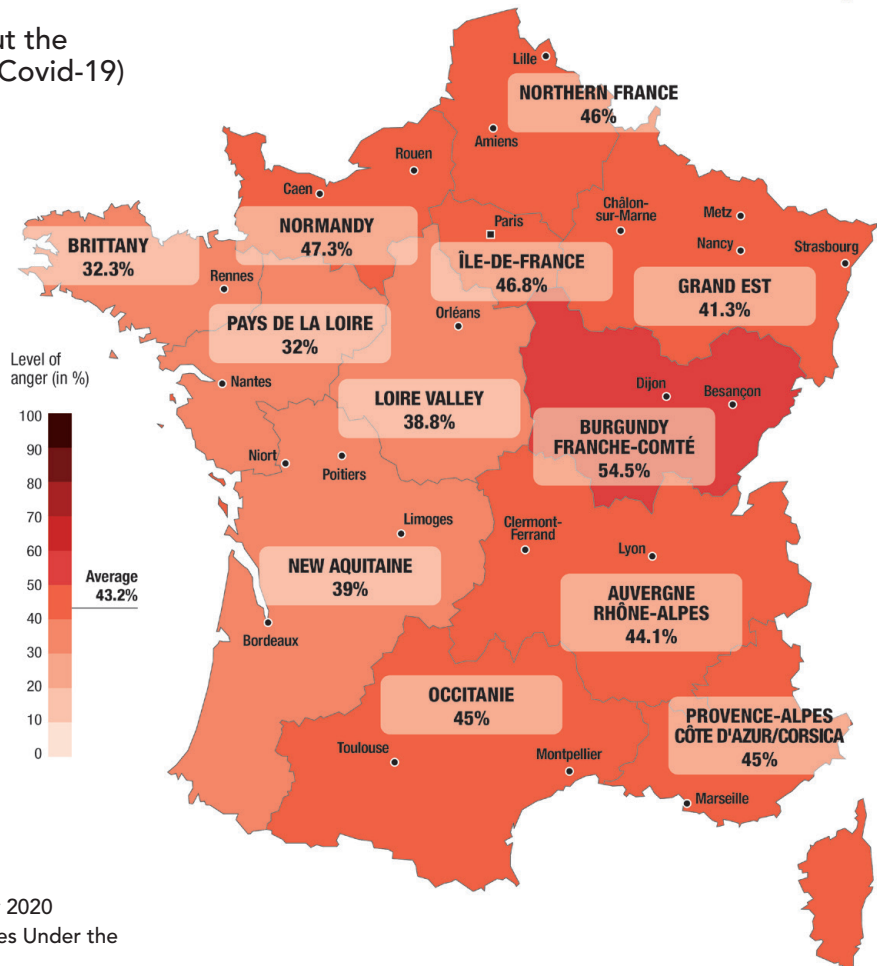 ut the
Covid-19)
Lille
NORTHERN FRANCE
46%
Amiens
Rouen
Caen
NORMANDY
47.3%
Paris
ÎLE-DE-FRANCE
46.8%
Châlon-
sur-Marne
Metz
Nancy
Strasbourg
GRAND EST
41.3%
BRITTANY
32.3%
Rennes
PAYS DE LA LOIRE
32%
Orléans
Nantes
LOIRE VALLEY
38.8%
Dijon
Besançon
BURGUNDY
FRANCHE-COMTÉ
54.5%
Level of
anger (in %)
100
90
80
70
60
50
40
30
20
10
0
Average
43.2%
Niort
Poitiers
Limoges
NEW AQUITAINE
39%
Bordeaux
Clermont-
Ferrand
Lyon
AUVERGNE
RHÔNE-ALPES
44.1%
OCCITANIE
45%
Toulouse
Montpellier
PROVENCE-ALPES
CÔTE D'AZUR/CORSICA
45%
Marseille
2020
es Under the